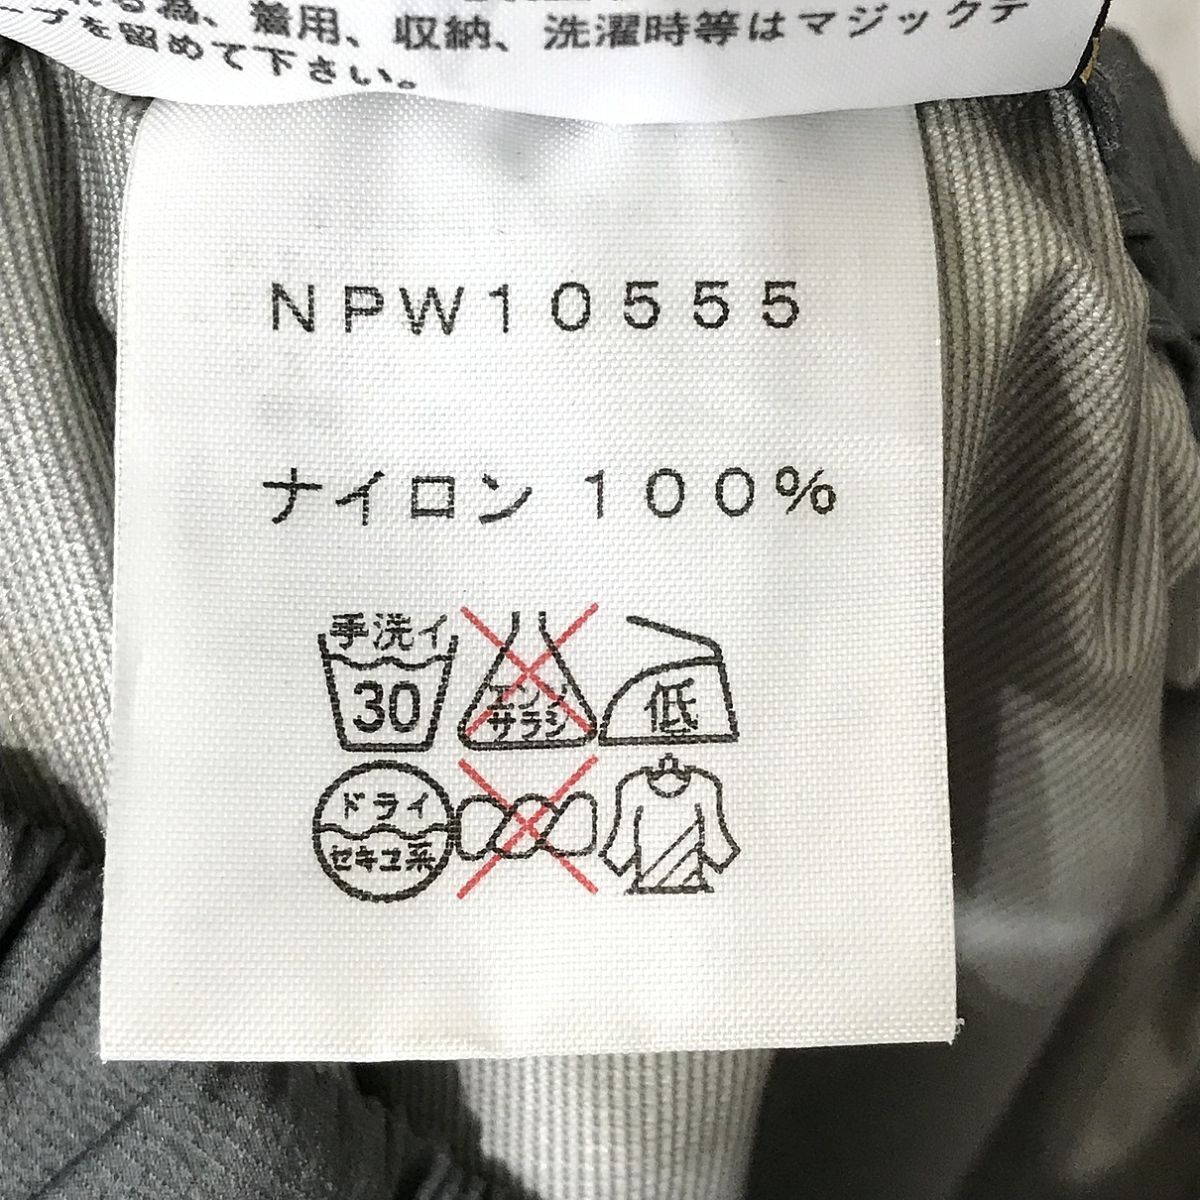 為、着用、収納、洗濯時等はマジックテ
ープを留めて下さい。
NPW10555
ナイロン 100%
手洗イ
30
エンソ
サラシ
低
ドライ
セキユ系